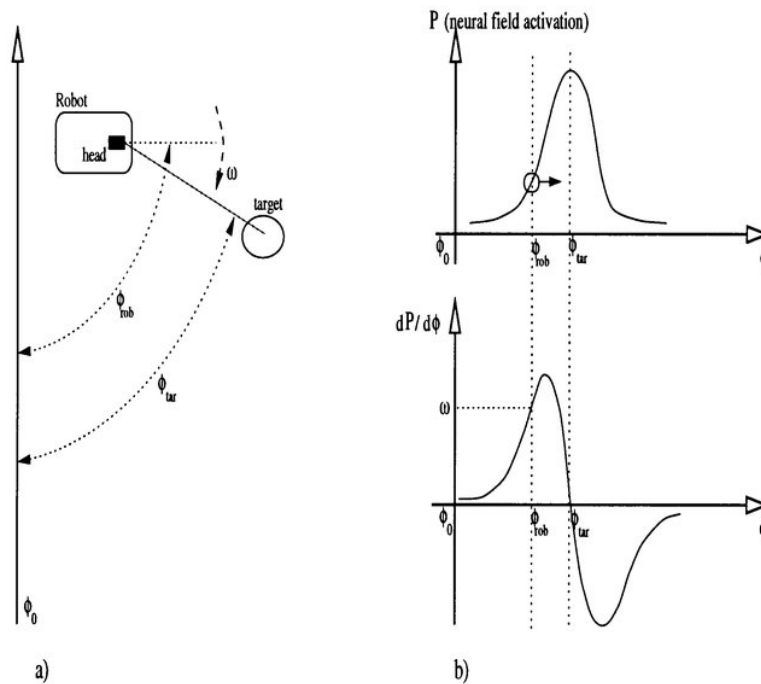 Robot
head
ω
target
ϕrob
ϕtar
ϕ0
a)
P (neural field activation)
ϕ0
ϕrob
ϕtar
dP/dϕ
ω
ϕ0
ϕrob
ϕtar
b)